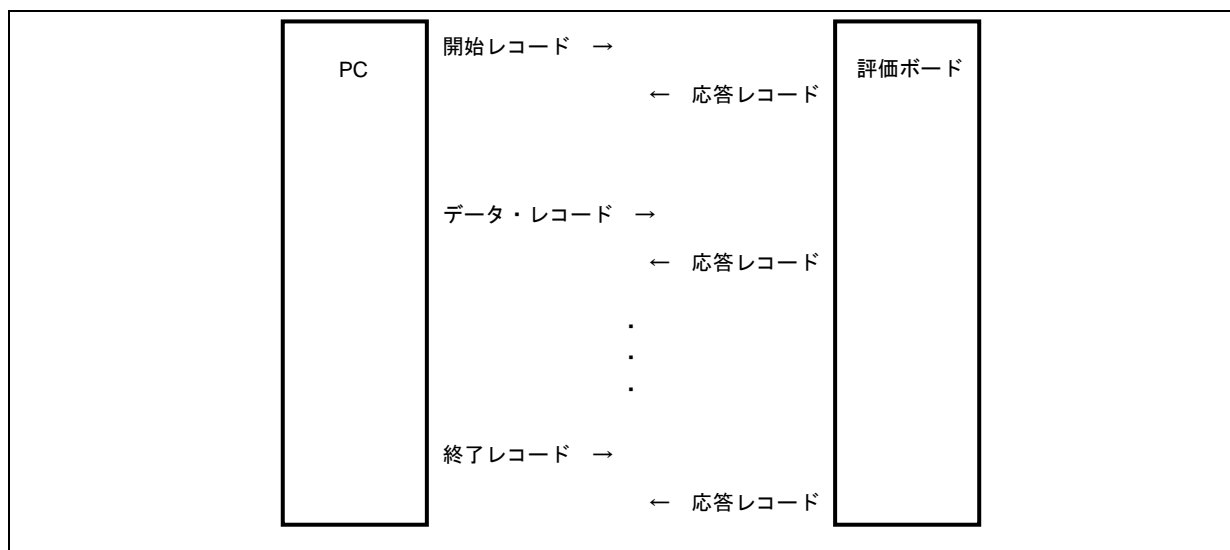 開始レコード →
PC
評価ボード
← 応答レコード
データ・レコード →
← 応答レコード
・
・
・
終了レコード →
← 応答レコード